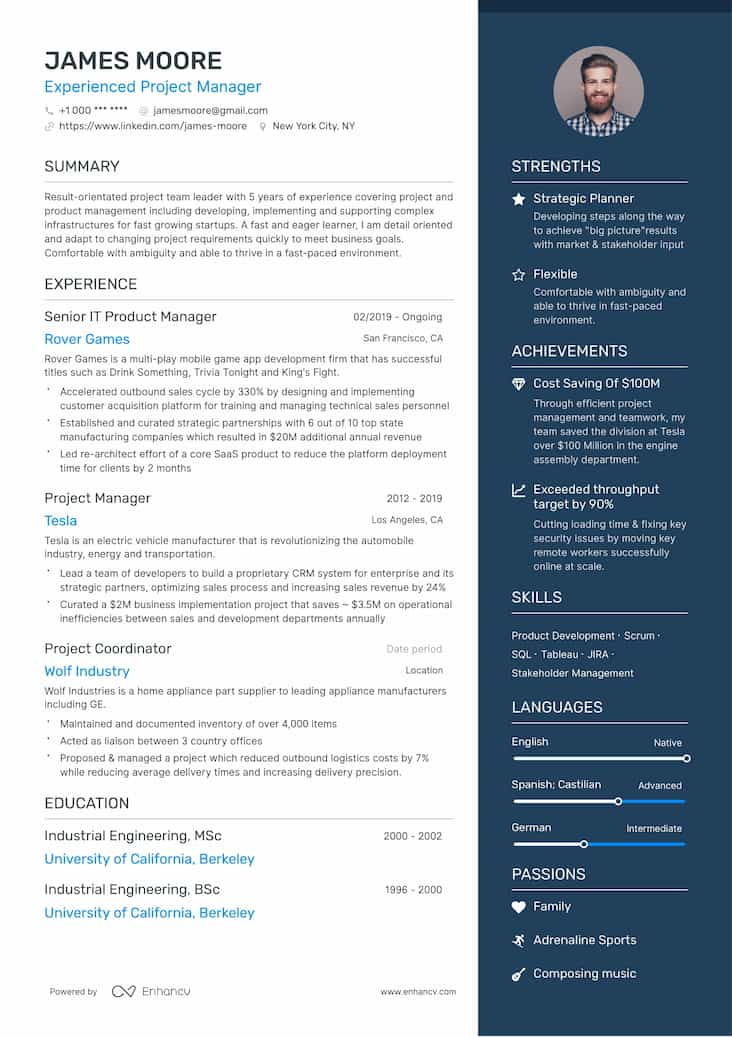 JAMES MOORE
Experienced Project Manager
+1 000 *** **** @ jamesmoore@gmail.com
https://www.linkedin.com/james-moore New York City, NY
SUMMARY
Result-orientated project team leader with 5 years of experience covering project and
product management including developing, implementing and supporting complex
infrastructures for fast growing startups. A fast and eager learner, I am detail oriented
and adapt to changing project requirements quickly to meet business goals.
Comfortable with ambiguity and able to thrive in a fast-paced environment.
EXPERIENCE
Senior IT Product Manager 02/2019 - Ongoing
Rover Games San Francisco, CA
Rover Games is a multi-play mobile game app development firm that has successful
titles such as Drink Something, Trivia Tonight and King's Fight.
• Accelerated outbound sales cycle by 330% by designing and implementing
customer acquisition platform for training and managing technical sales personnel
• Established and curated strategic partnerships with 6 out of 10 top state
manufacturing companies which resulted in $20M additional annual revenue
• Led re-architect effort of a core SaaS product to reduce the platform deployment
time for clients by 2 months
Project Manager 2012 - 2019
Tesla Los Angeles, CA
Tesla is an electric vehicle manufacturer that is revolutionizing the automobile
industry, energy and transportation.
• Lead a team of developers to build a proprietary CRM system for enterprise and its
strategic partners, optimizing sales process and increasing sales revenue by 24%
• Curated a $2M business implementation project that saves ~ $3.5M on operational
inefficiencies between sales and development departments annually
Project Coordinator Date period
Wolf Industry Location
Wolf Industries is a home appliance part supplier to leading appliance manufacturers
including GE.
• Maintained and documented inventory of over 4,000 items
• Acted as liaison between 3 country offices
• Proposed & managed a project which reduced outbound logistics costs by 7%
while reducing average delivery times and increasing delivery precision.
EDUCATION
Industrial Engineering, MSc 2000 - 2002
University of California, Berkeley
Industrial Engineering, BSc 1996 - 2000
University of California, Berkeley
Powered by Enhancv www.enhancv.com
STRENGTHS
Strategic Planner
Developing steps along the way
to achieve "big picture"results
with market & stakeholder input
Flexible
Comfortable with ambiguity and
able to thrive in fast-paced
environment.
ACHIEVEMENTS
Cost Saving Of $100M
Through efficient project
management and teamwork, my
team saved the division at Tesla
over $100 Million in the engine
assembly department.
Exceeded throughput
target by 90%
Cutting loading time & fixing key
security issues by moving key
remote workers successfully
online at scale.
SKILLS
Product Development · Scrum ·
SQL · Tableau · JIRA ·
Stakeholder Management
LANGUAGES
English Native
Spanish; Castilian Advanced
German Intermediate
PASSIONS
Family
Adrenaline Sports
Composing music